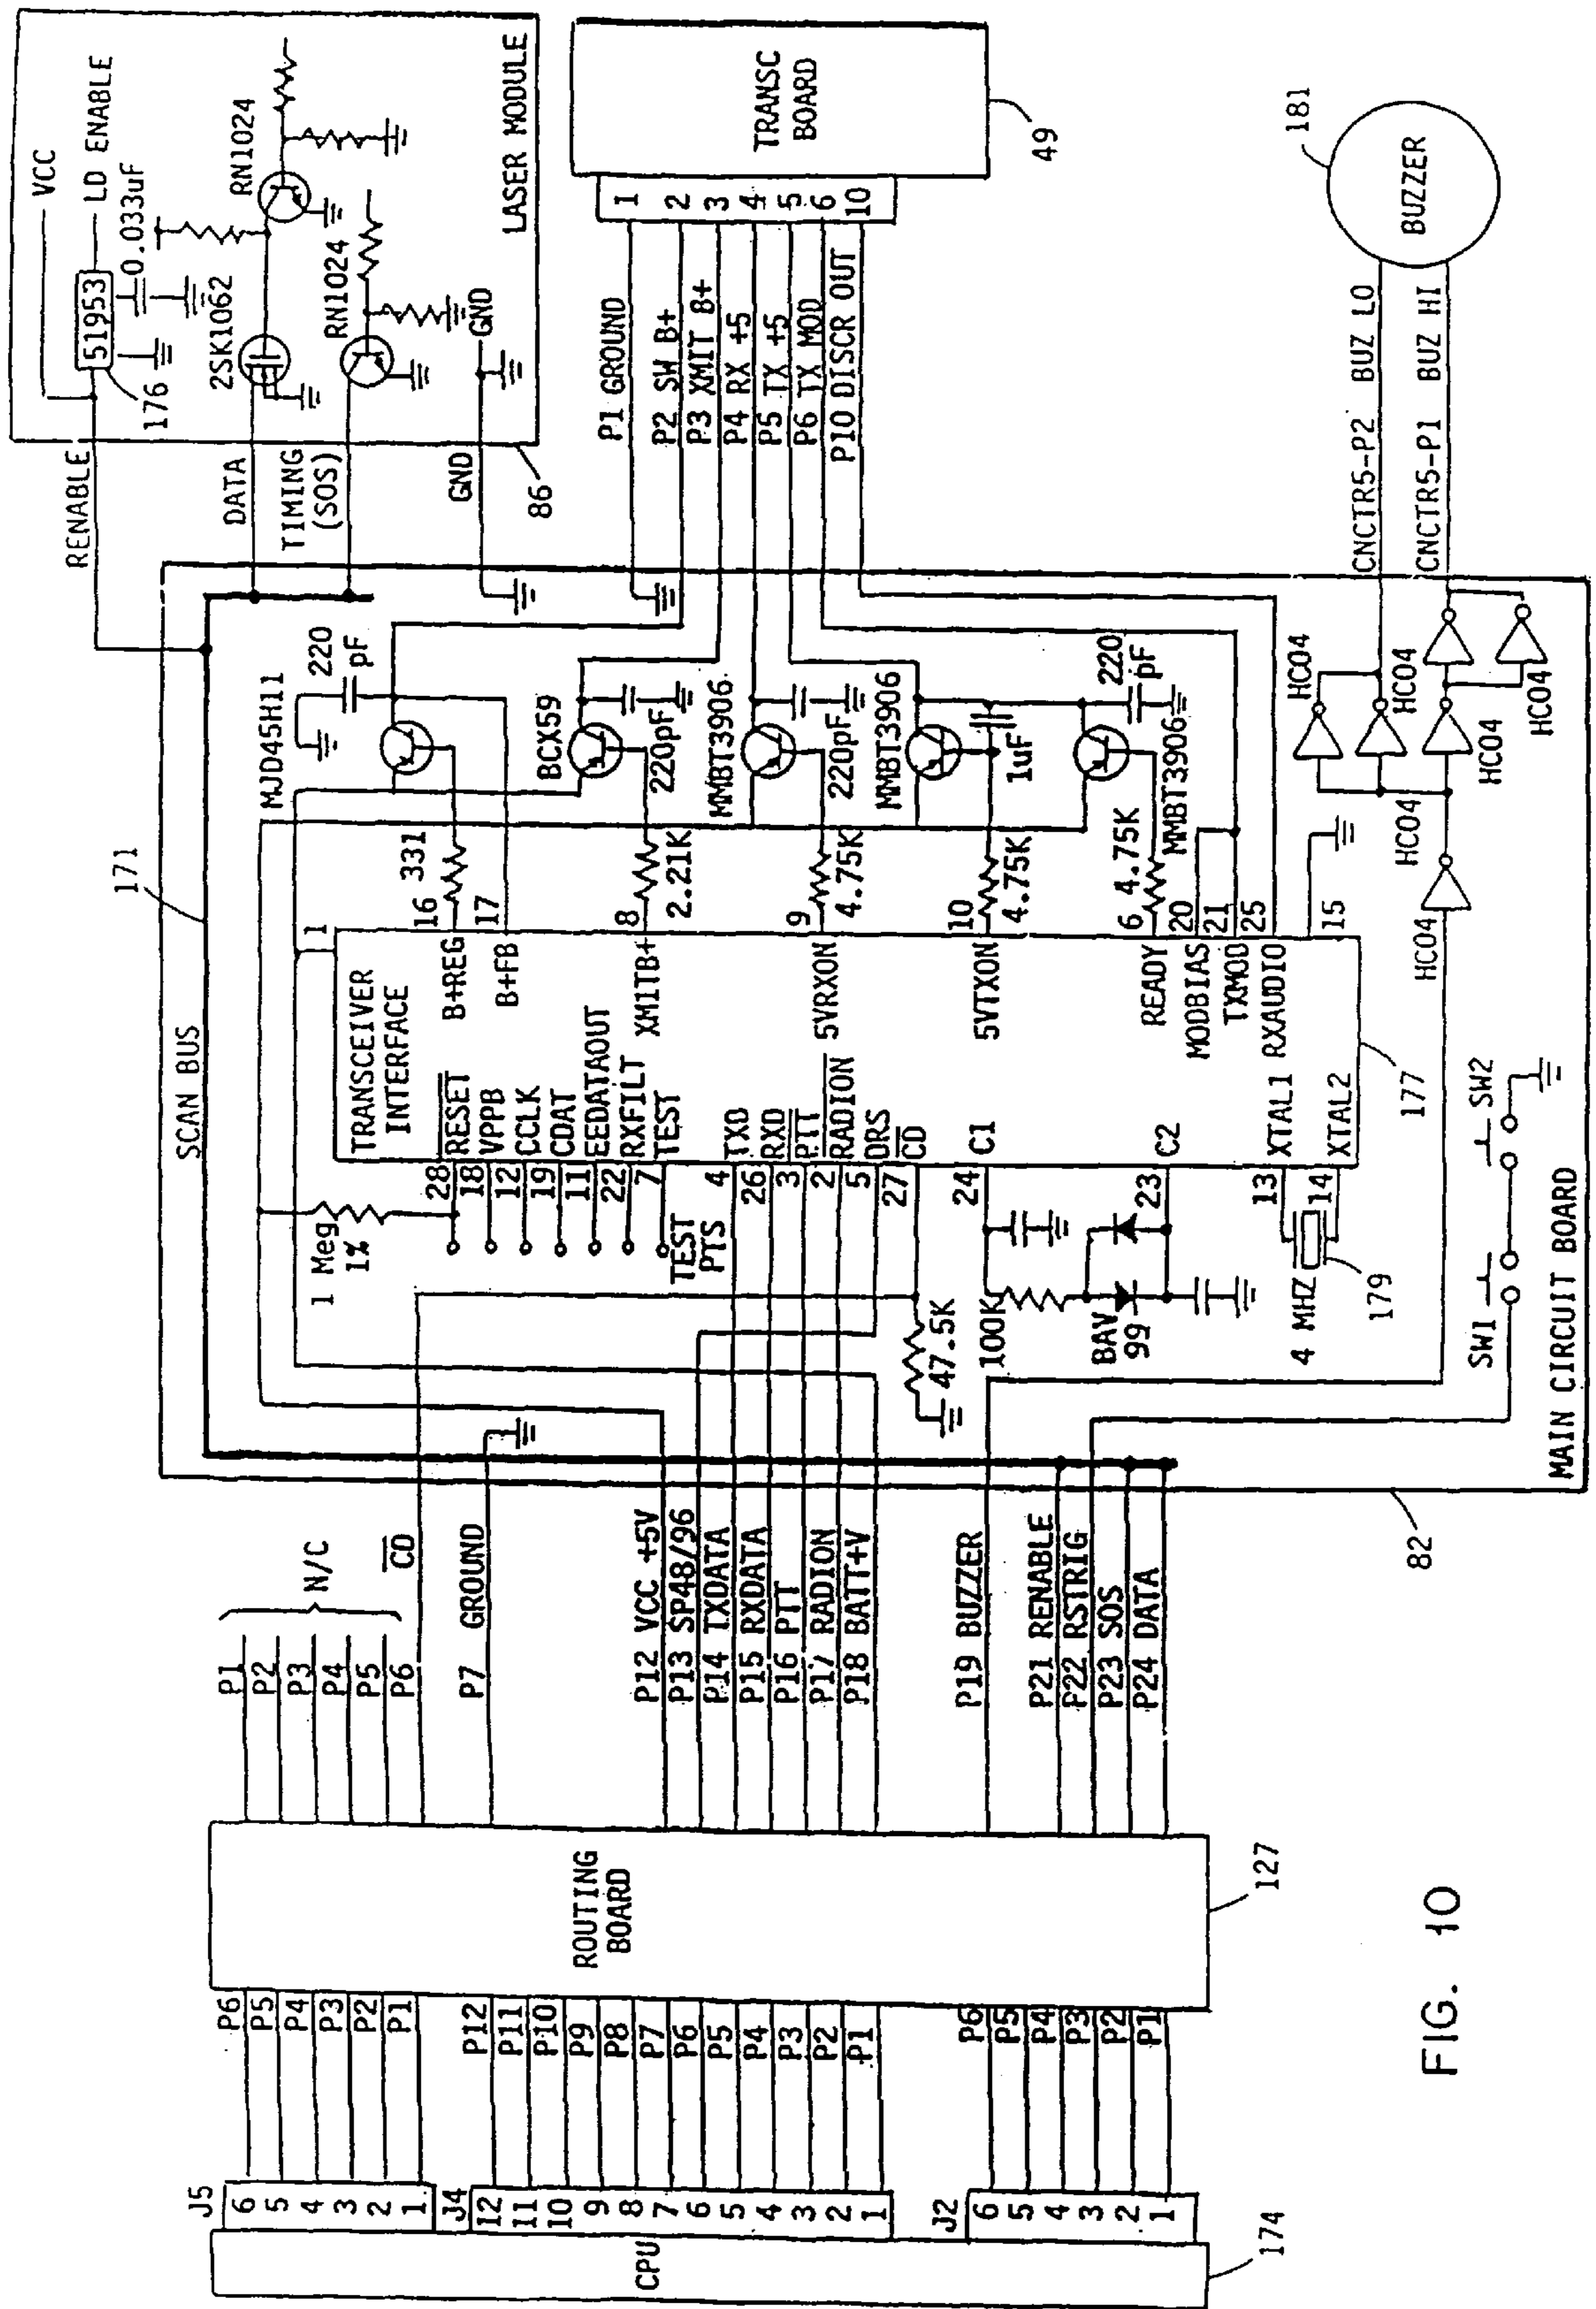 J5
6
5
4
3
2
1
J4
12
11
10
9
8
7
6
5
4
3
2
1
J2
6
5
4
3
2
1
CPU
174
P6
P5
P4
P3
P2
P1
P12
P11
P10
P9
P8
P7
P6
P5
P4
P3
P2
P1
P6
P5
P4
P3
P2
P1
ROUTING
BOARD
127
P1
P2
P3
P4
P5
P6
N/C
CD
P7 GROUND
P12 VCC +5V
P13 SP48/96
P14 TXDATA
P15 RXDATA
P16 PTT
P17 RADION
P18 BATT+V
P19 BUZZER
P21 RENABLE
P22 RSTRIG
P23 SOS
P24 DATA
82
MAIN CIRCUIT BOARD
SCAN BUS
171
1 Meg
1%
28
18
12
19
11
22
7
TEST
PTS
4
26
3
2
5
27
24
23
13
14
47.5K
100K
BAV
99
4 MHZ
179
SW1
SW2
TRANSCEIVER
INTERFACE
RESET
VPPB
CCLK
CDAT
EEDATAOUT
RXFILT
TEST
TXD
RXD
PTT
RADION
DRS
CD
C1
C2
XTAL1
XTAL2
B+REG
B+FB
XMITB+
5VRXON
5VTXON
READY
MODBIAS
TXMOD
RXAUDIO
177
1
16
17
8
9
10
6
20
21
25
15
331
2.21K
4.75K
4.75K
4.75K
MJD45H11
220
pF
BCX59
220pF
MMBT3906
220pF
MMBT3906
1uF
MMBT3906
220
pF
HC04
HC04
HC04
HC04
HC04
HC04
RENABLE
DATA
TIMING
(SOS)
GND
86
VCC
51953
LD ENABLE
0.033uF
176
2SK1062
RN1024
RN1024
GND
LASER MODULE
P1 GROUND
P2 SW B+
P3 XMIT B+
P4 RX +5
P5 TX +5
P6 TX MOD
P10 DISCR OUT
1
2
3
4
5
6
10
TRANSC
BOARD
49
CNCTR5-P2 BUZ LO
CNCTR5-P1 BUZ HI
BUZZER
181
FIG. 10